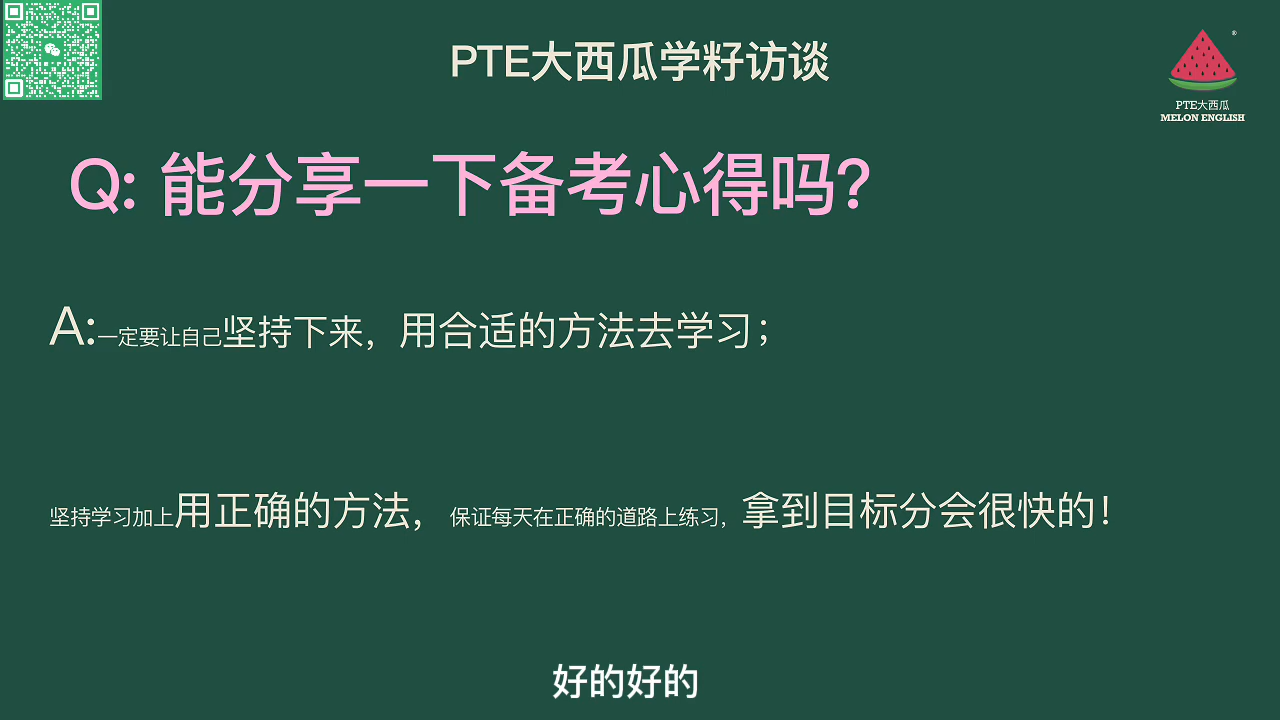 PTE大西瓜学籽访谈
®
PTE大西瓜
MELON ENGLISH
Q: 能分享一下备考心得吗?
A:一定要让自己坚持下来，用合适的方法去学习；
坚持学习加上用正确的方法，保证每天在正确的道路上练习，拿到目标分会很快的！
好的好的